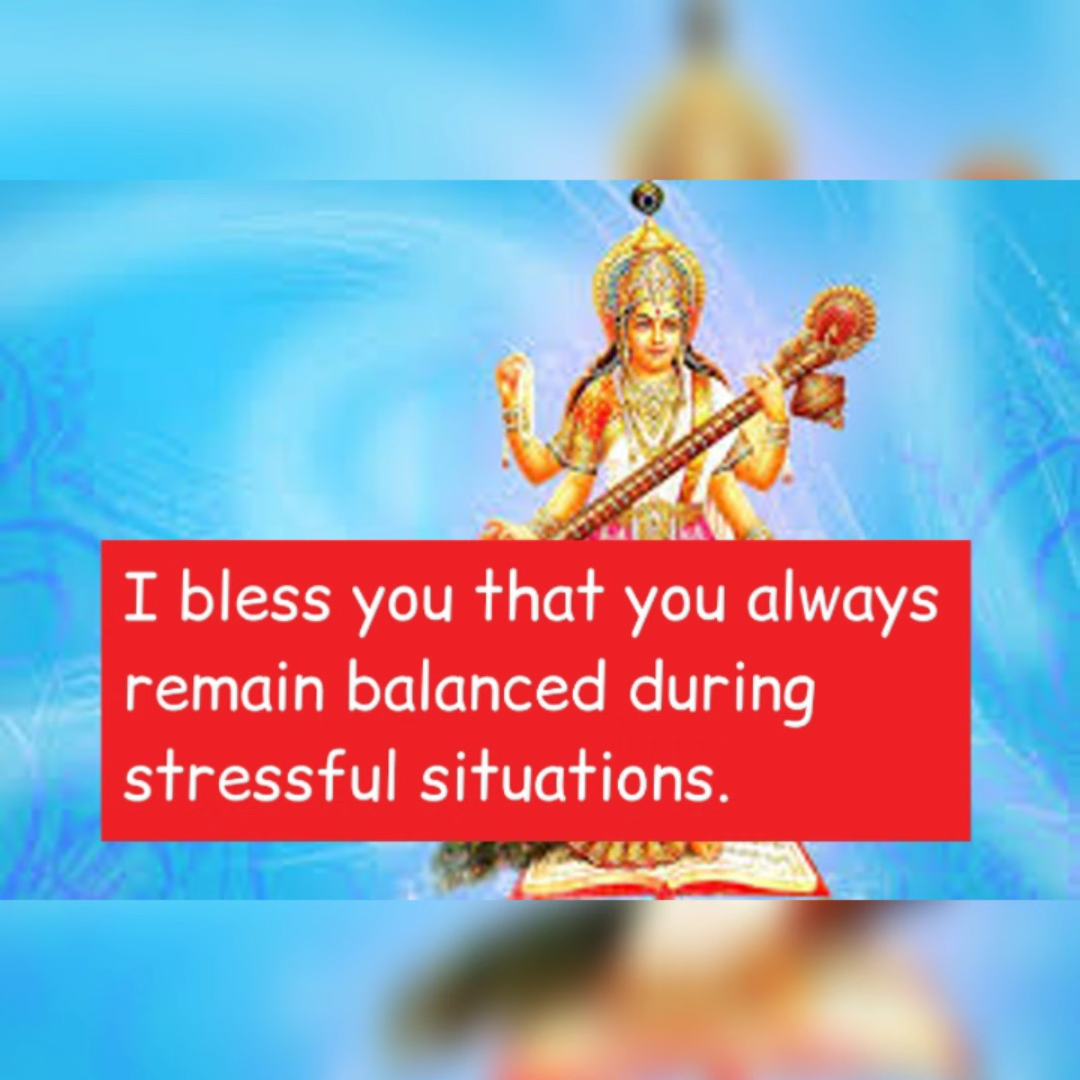 I bless you that you always
remain balanced during
stressful situations.